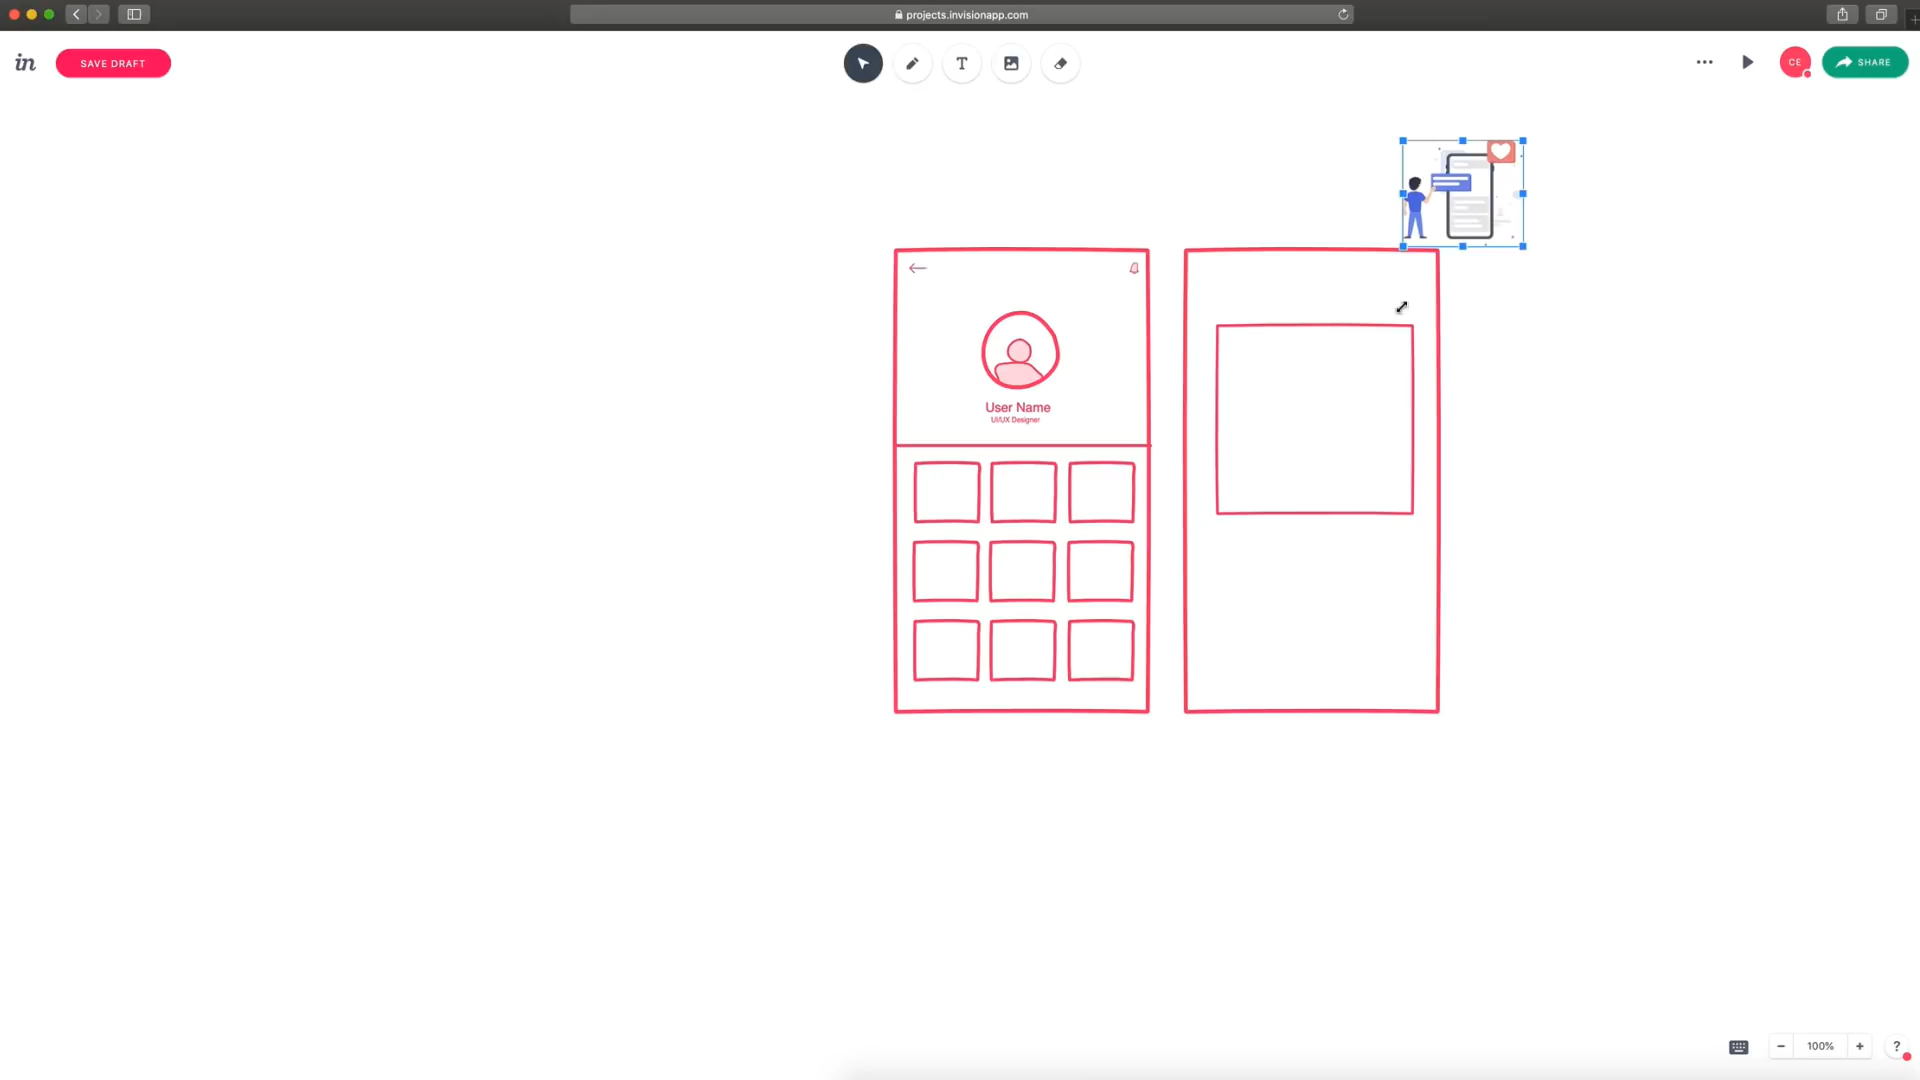 projects.invisionapp.com
in
SAVE DRAFT
T
CE
SHARE
User Name
UI/UX Designer
100%
?